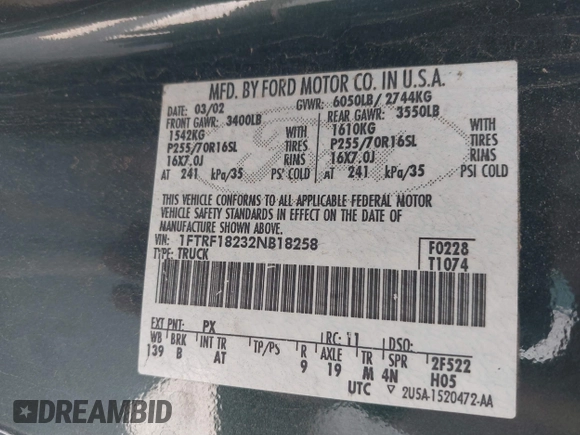 MFD. BY FORD MOTOR CO. IN U.S.A.
DATE: 03/02 GVWR: 6050LB/ 2744KG
FRONT GAWR: 3400LB REAR GAWR: 3550LB
1542KG WITH 1610KG WITH
P255/70R16SL TIRES P255/70R16SL TIRES
16X7.0J RIMS 16X7.0J RIMS
AT 241 kPa/35 PSI COLD AT 241 kPa/35 PSI COLD
THIS VEHICLE CONFORMS TO ALL APPLICABLE FEDERAL MOTOR
VEHICLE SAFETY STANDARDS IN EFFECT ON THE DATE OF
MANUFACTURE SHOWN ABOVE.
VIN: 1FTRF18232NB18258 F0228
TYPE: TRUCK T1074
EXT PNT: PX RC: 11 DSO:
WB BRK INT TR TP/PS R AXLE TR SPR 2F522
139 B AT 9 19 M 4N H05
UTC ▽ 2USA-1520472-AA
DREAMBID